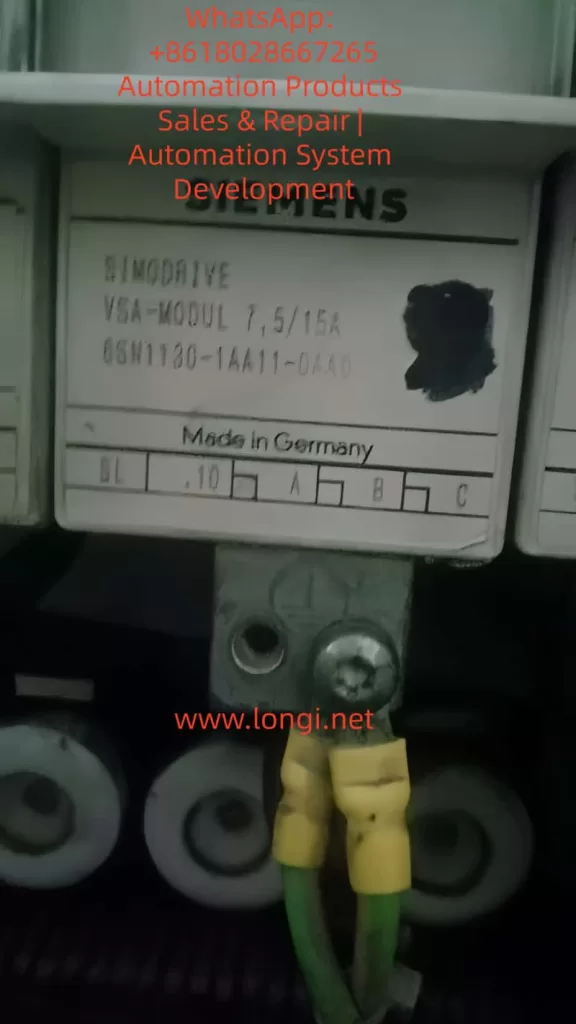 WhatsApp:
+8618028667265
Automation Products
Sales & Repair|
Automation System
Development
SIEMENS
SIMODRIVE
VSA-MODUL 7,5/15A
6SN1130-1AA11-0AA0
Made in Germany
SL .10 A B C
www.longi.net